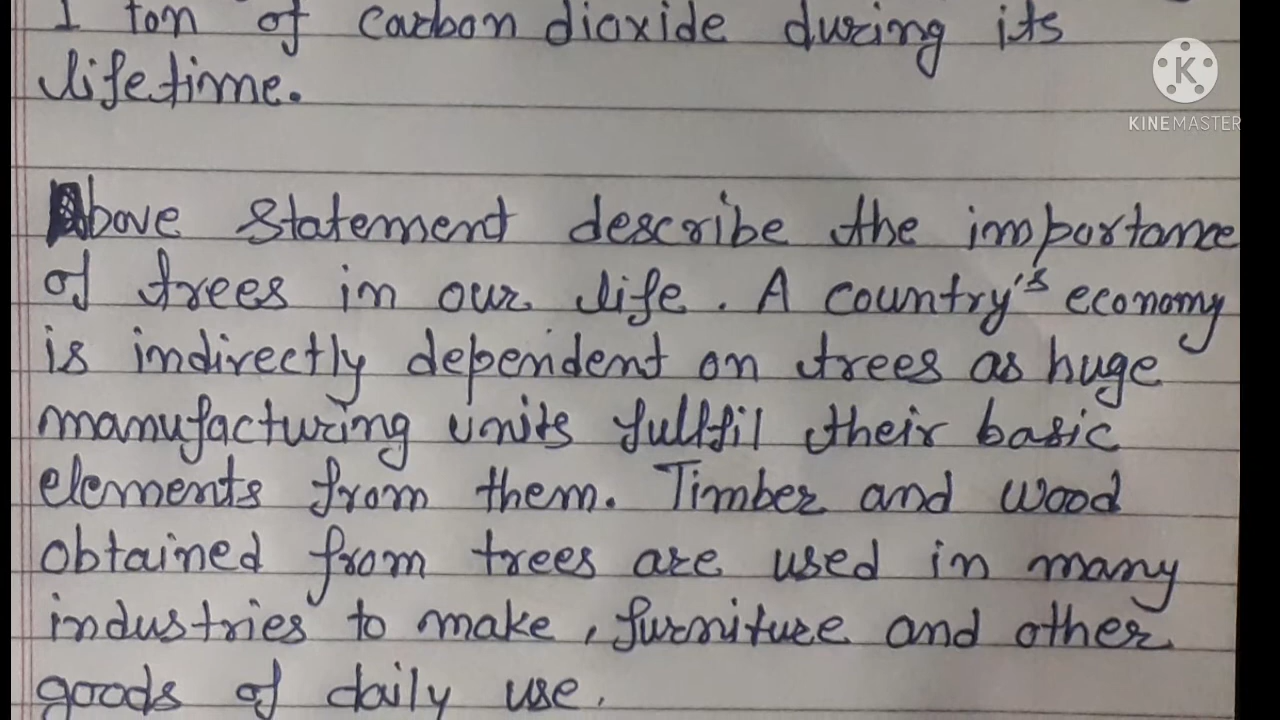 1 ton of carbon dioxide during its
lifetime.
K
KINEMASTER
Above statement describe the importance
of trees in our life. A country's economy
is indirectly dependent on trees as huge
manufacturing units fullfil their basic
elements from them. Timber and wood
obtained from trees are used in many
industries to make, furniture and other
goods of daily use.